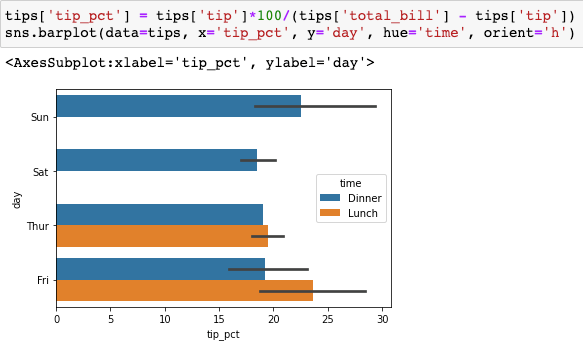 tips['tip_pct'] = tips['tip']*100/(tips['total_bill'] - tips['tip'])
sns.barplot(data=tips, x='tip_pct', y='day', hue='time', orient='h')
<AxesSubplot:xlabel='tip_pct', ylabel='day'>
Sun
Sat
Thur
Fri
day
time
Dinner
Lunch
0 5 10 15 20 25 30
tip_pct